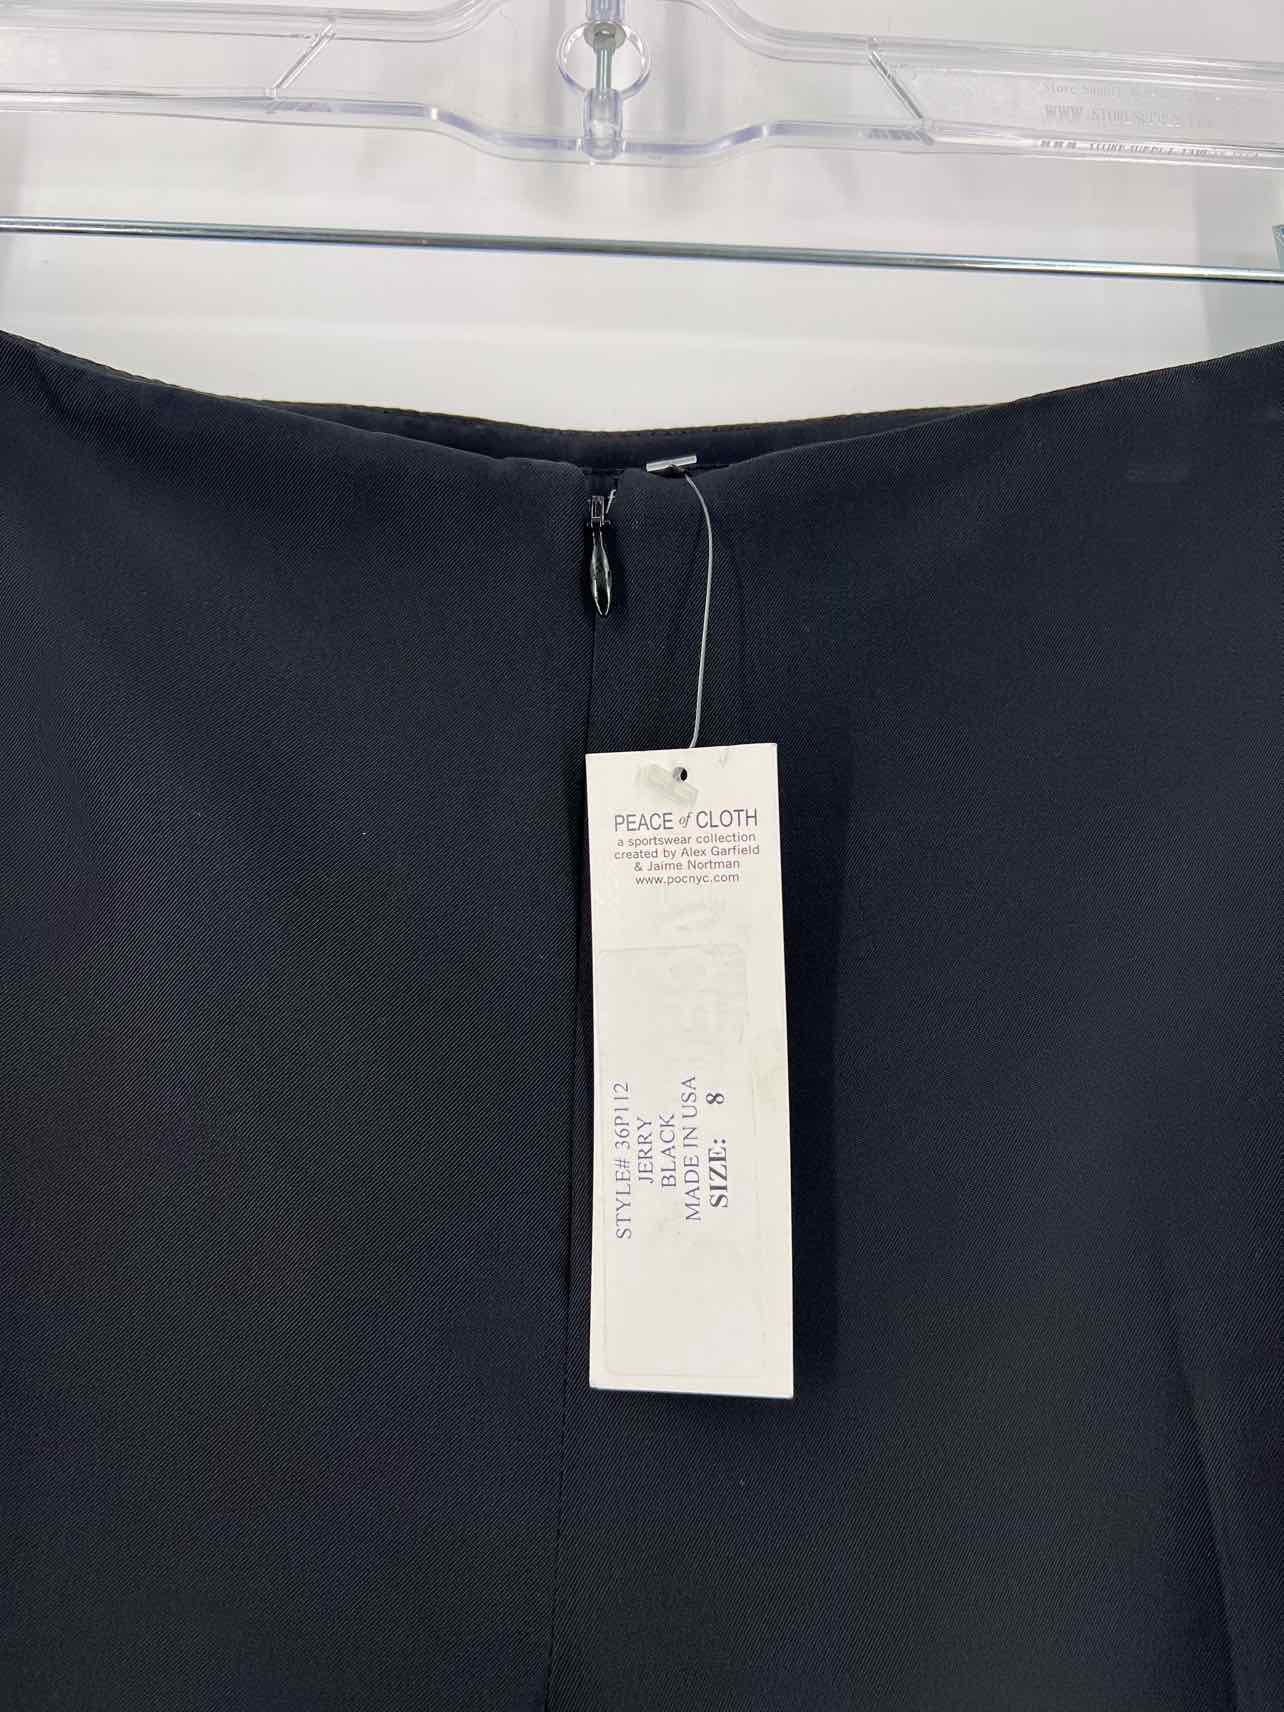 PEACE of CLOTH
a sportswear collection
created by Alex Garfield
& Jaime Nortman
www.pocnyc.com
STYLE# 36P112
JERRY
BLACK
MADE IN USA
SIZE: 8